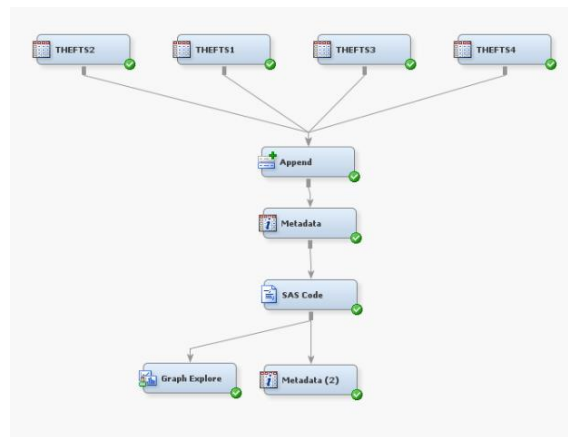 THEFTS2
THEFTS1
THEFTS3
THEFTS4
Append
Metadata
SAS Code
Graph Explore
Metadata (2)